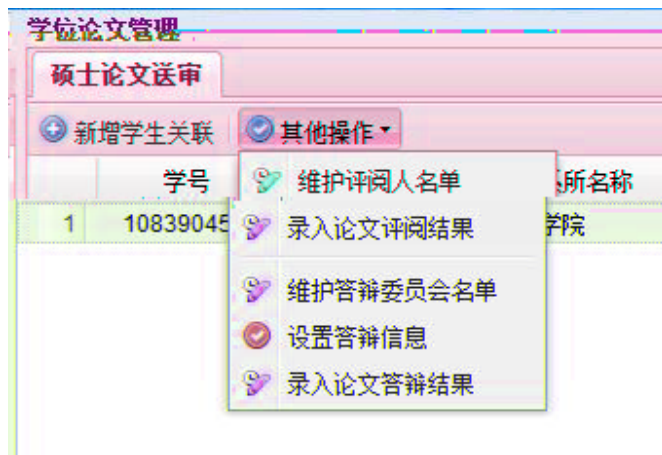 学位论文管理
硕士论文送审
新增学生关联 其他操作
学号 所名称
1 10839045 学院
维护评阅人名单
录入论文评阅结果
维护答辩委员会名单
设置答辩信息
录入论文答辩结果